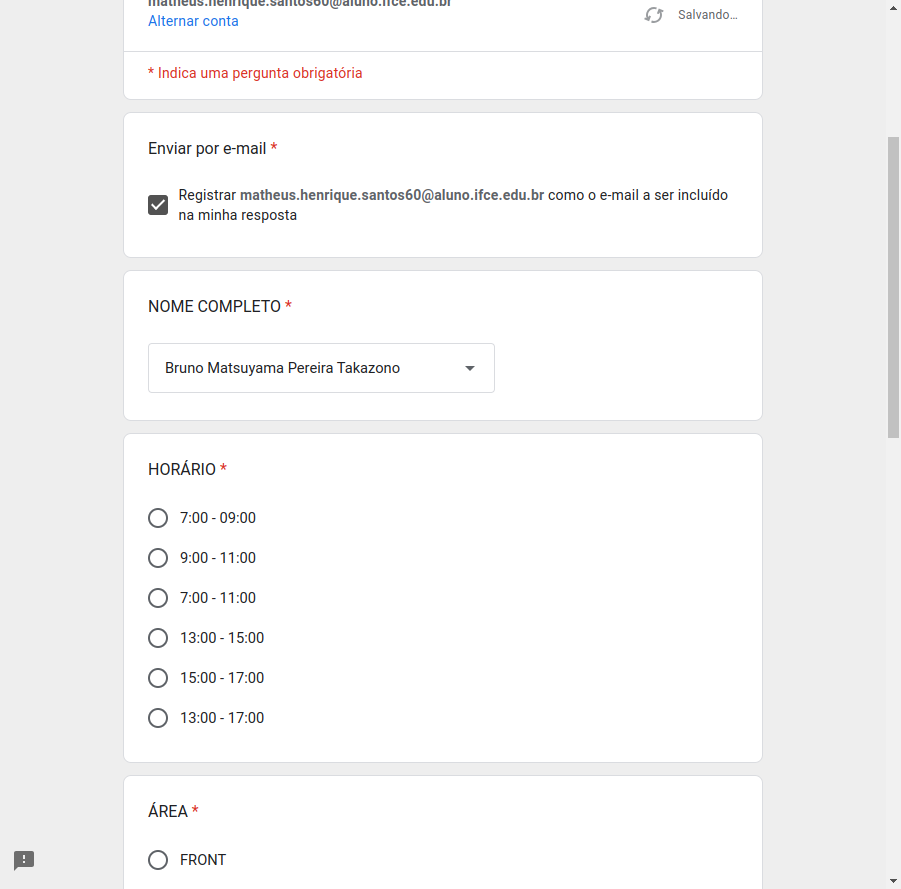 matheus.henrique.santos60@aluno.ifce.edu.br
Alternar conta
Salvando…
* Indica uma pergunta obrigatória
Enviar por e-mail *
Registrar matheus.henrique.santos60@aluno.ifce.edu.br como o e-mail a ser incluído
na minha resposta
NOME COMPLETO *
Bruno Matsuyama Pereira Takazono
HORÁRIO *
7:00 - 09:00
9:00 - 11:00
7:00 - 11:00
13:00 - 15:00
15:00 - 17:00
13:00 - 17:00
ÁREA *
FRONT